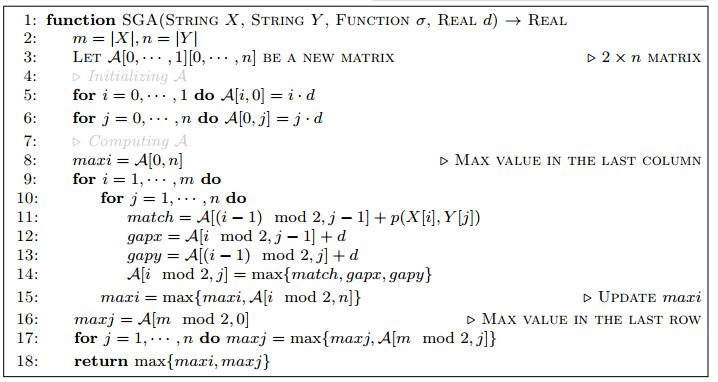 1: function SGA(String X, String Y, Function σ, Real d) → Real
2: m = |X|, n = |Y|
3: Let 𝒜[0, ⋯ , 1][0, ⋯ , n] be a new matrix ▷ 2 × n matrix
4: ▷ Initializing 𝒜
5: for i = 0, ⋯ , 1 do 𝒜[i, 0] = i · d
6: for j = 0, ⋯ , n do 𝒜[0, j] = j · d
7: ▷ Computing 𝒜
8: maxi = 𝒜[0, n] ▷ Max value in the last column
9: for i = 1, ⋯ , m do
10: for j = 1, ⋯ , n do
11: match = 𝒜[(i − 1) mod 2, j − 1] + p(X[i], Y[j])
12: gapx = 𝒜[i mod 2, j − 1] + d
13: gapy = 𝒜[(i − 1) mod 2, j] + d
14: 𝒜[i mod 2, j] = max{match, gapx, gapy}
15: maxi = max{maxi, 𝒜[i mod 2, n]} ▷ Update maxi
16: maxj = 𝒜[m mod 2, 0] ▷ Max value in the last row
17: for j = 1, ⋯ , n do maxj = max{maxj, 𝒜[m mod 2, j]}
18: return max{maxi, maxj}